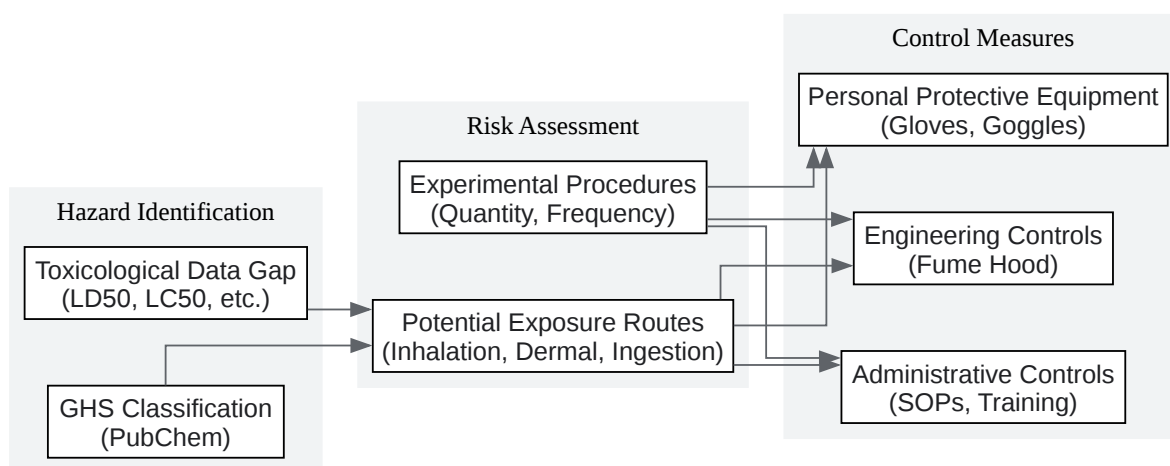 Hazard Identification
Toxicological Data Gap
(LD50, LC50, etc.)
GHS Classification
(PubChem)
Risk Assessment
Experimental Procedures
(Quantity, Frequency)
Potential Exposure Routes
(Inhalation, Dermal, Ingestion)
Control Measures
Personal Protective Equipment
(Gloves, Goggles)
Engineering Controls
(Fume Hood)
Administrative Controls
(SOPs, Training)